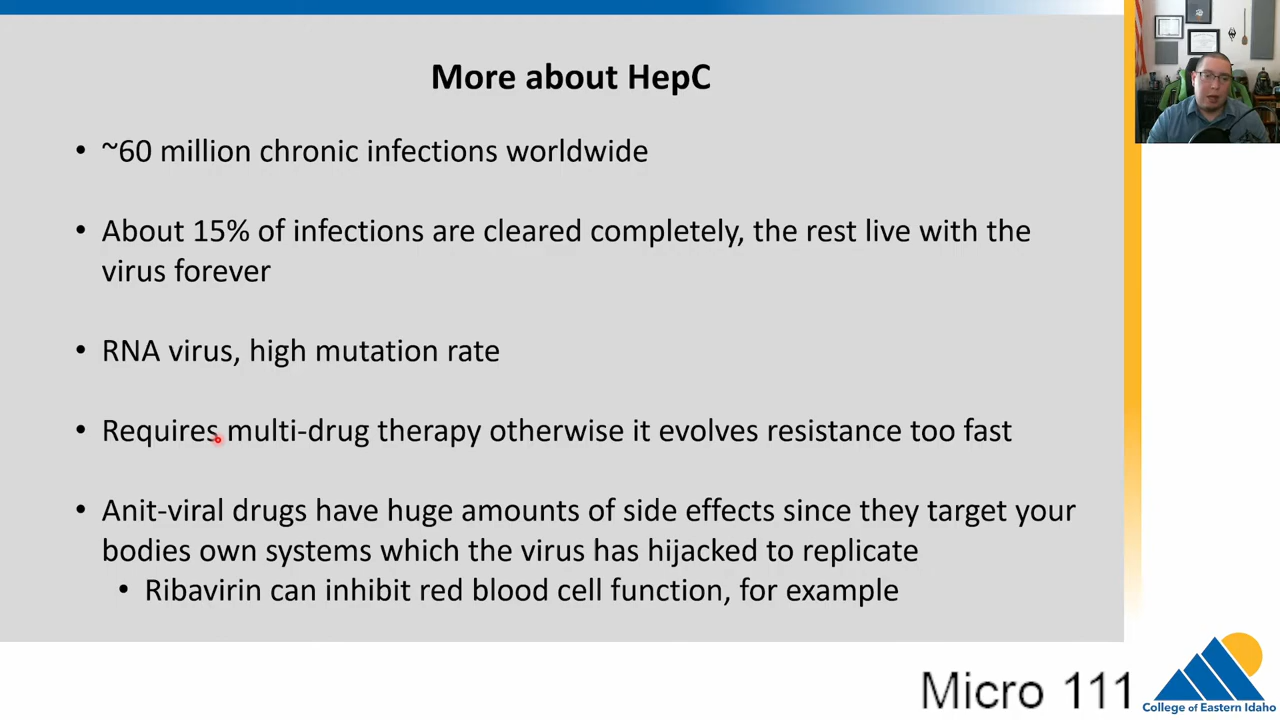 More about HepC
• ~60 million chronic infections worldwide
• About 15% of infections are cleared completely, the rest live with the
virus forever
• RNA virus, high mutation rate
• Requires multi-drug therapy otherwise it evolves resistance too fast
• Anit-viral drugs have huge amounts of side effects since they target your
bodies own systems which the virus has hijacked to replicate
• Ribavirin can inhibit red blood cell function, for example
Micro 111
College of Eastern Idaho